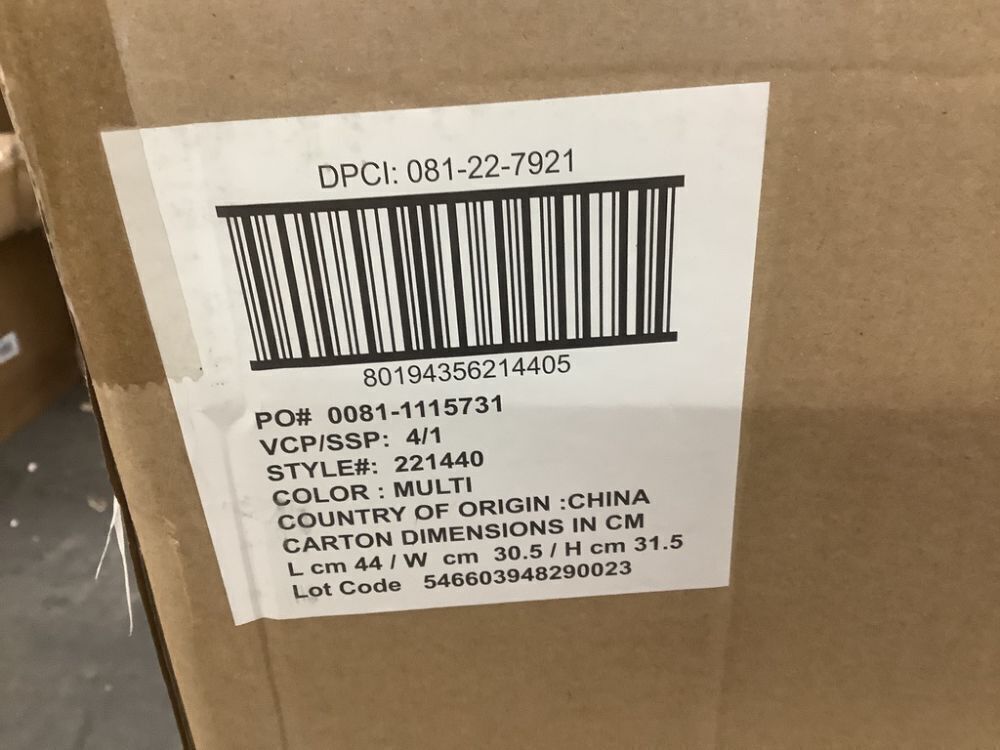 DPCI: 081-22-7921
80194356214405
PO# 0081-1115731
VCP/SSP: 4/1
STYLE#: 221440
COLOR : MULTI
COUNTRY OF ORIGIN :CHINA
CARTON DIMENSIONS IN CM
L cm 44 / W cm 30.5 / H cm 31.5
Lot Code 546603948290023